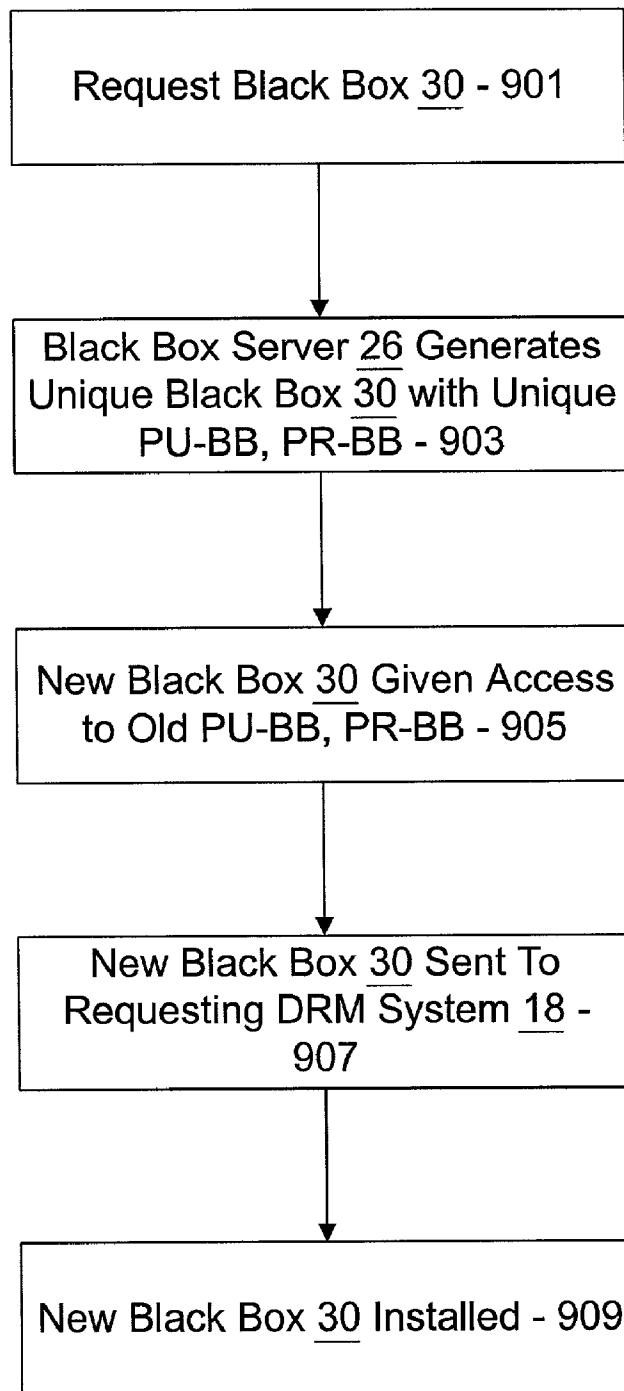 Request Black Box 30 - 901
Black Box Server 26 Generates
Unique Black Box 30 with Unique
PU-BB, PR-BB - 903
New Black Box 30 Given Access
to Old PU-BB, PR-BB - 905
New Black Box 30 Sent To
Requesting DRM System 18 -
907
New Black Box 30 Installed - 909